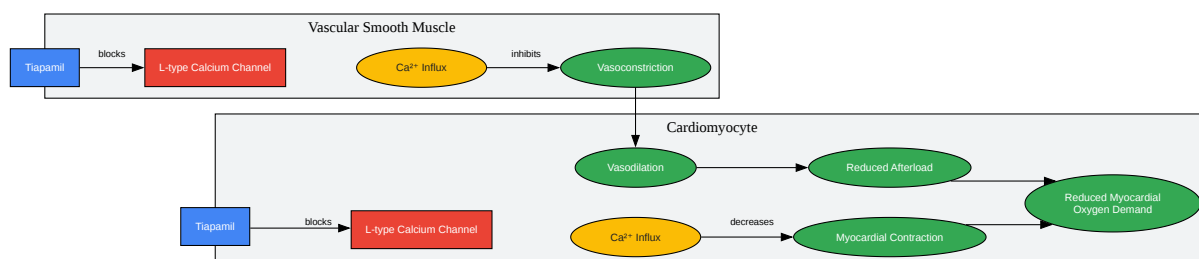 Vascular Smooth Muscle
Tiapamil
blocks
L-type Calcium Channel
Ca²⁺ Influx
inhibits
Vasoconstriction
Cardiomyocyte
Vasodilation
Reduced Afterload
Reduced Myocardial
Oxygen Demand
Tiapamil
blocks
L-type Calcium Channel
Ca²⁺ Influx
decreases
Myocardial Contraction